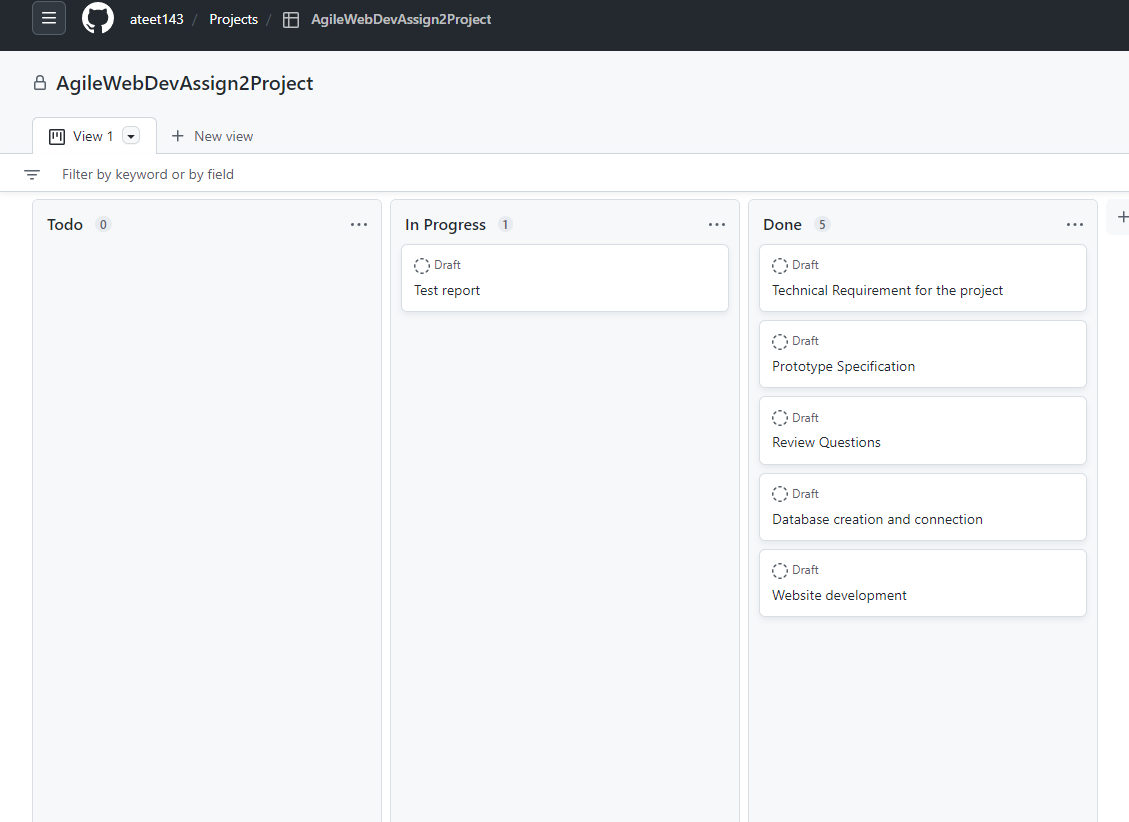 ateet143 / Projects / AgileWebDevAssign2Project
AgileWebDevAssign2Project
View 1 New view
Filter by keyword or by field
Todo 0
In Progress 1
Draft
Test report
Done 5
Draft
Technical Requirement for the project
Draft
Prototype Specification
Draft
Review Questions
Draft
Database creation and connection
Draft
Website development